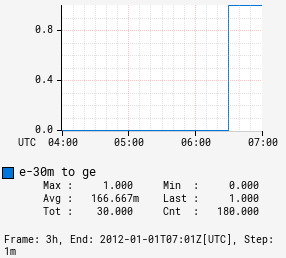 0.8
0.4
0.0
UTC 04:00 05:00 06:00 07:00
e-30m to ge
Max : 1.000 Min : 0.000
Avg : 166.667m Last : 1.000
Tot : 30.000 Cnt : 180.000
Frame: 3h, End: 2012-01-01T07:01Z[UTC], Step:
1m